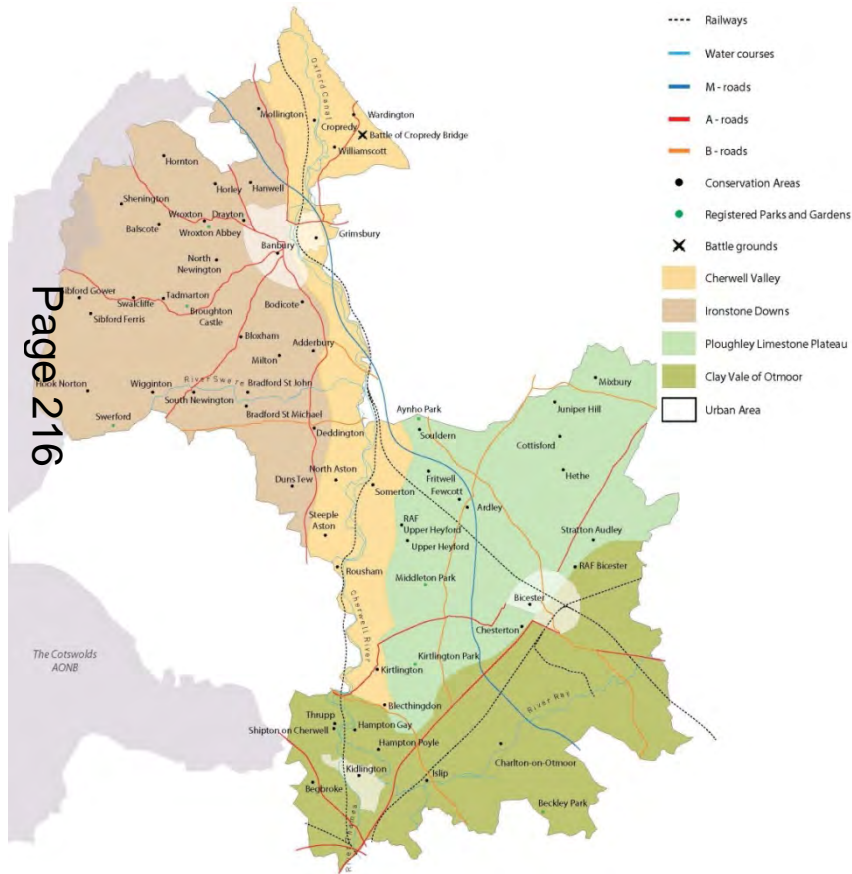 Railways
Water courses
M - roads
A - roads
B - roads
Conservation Areas
Registered Parks and Gardens
Battle grounds
Cherwell Valley
Ironstone Downs
Ploughley Limestone Plateau
Clay Vale of Otmoor
Urban Area
Oxford Canal
Mollington
Wardington
Cropredy
Battle of Cropredy Bridge
Williamscott
Hornton
Horley
Hanwell
Shenington
Wroxton
Drayton
Balscote
Wroxton Abbey
Grimsbury
Banbury
North
Newington
Sibford Gower
Swalcliffe
Tadmarton
Broughton
Castle
Bodicote
Sibford Ferris
Bloxham
Adderbury
Milton
River Swere
Hook Norton
Wigginton
South Newington
Bradford St John
Bradford St Michael
Swerford
Deddington
Page 216
Mixbury
Juniper Hill
Aynho Park
Souldern
Cottisford
Hethe
Duns Tew
North Aston
Somerton
Fritwell
Fewcott
Ardley
Steeple
Aston
RAF
Upper Heyford
Upper Heyford
Stratton Audley
RAF Bicester
Rousham
Middleton Park
Bicester
Chesterton
Cherwell River
Kirtlington Park
Kirtlington
The Cotswolds
AONB
Blecthingdon
River Ray
Thrupp
Shipton on Cherwell
Hampton Gay
Hampton Poyle
Charlton-on-Otmoor
Kidlington
Islip
Begbroke
Beckley Park